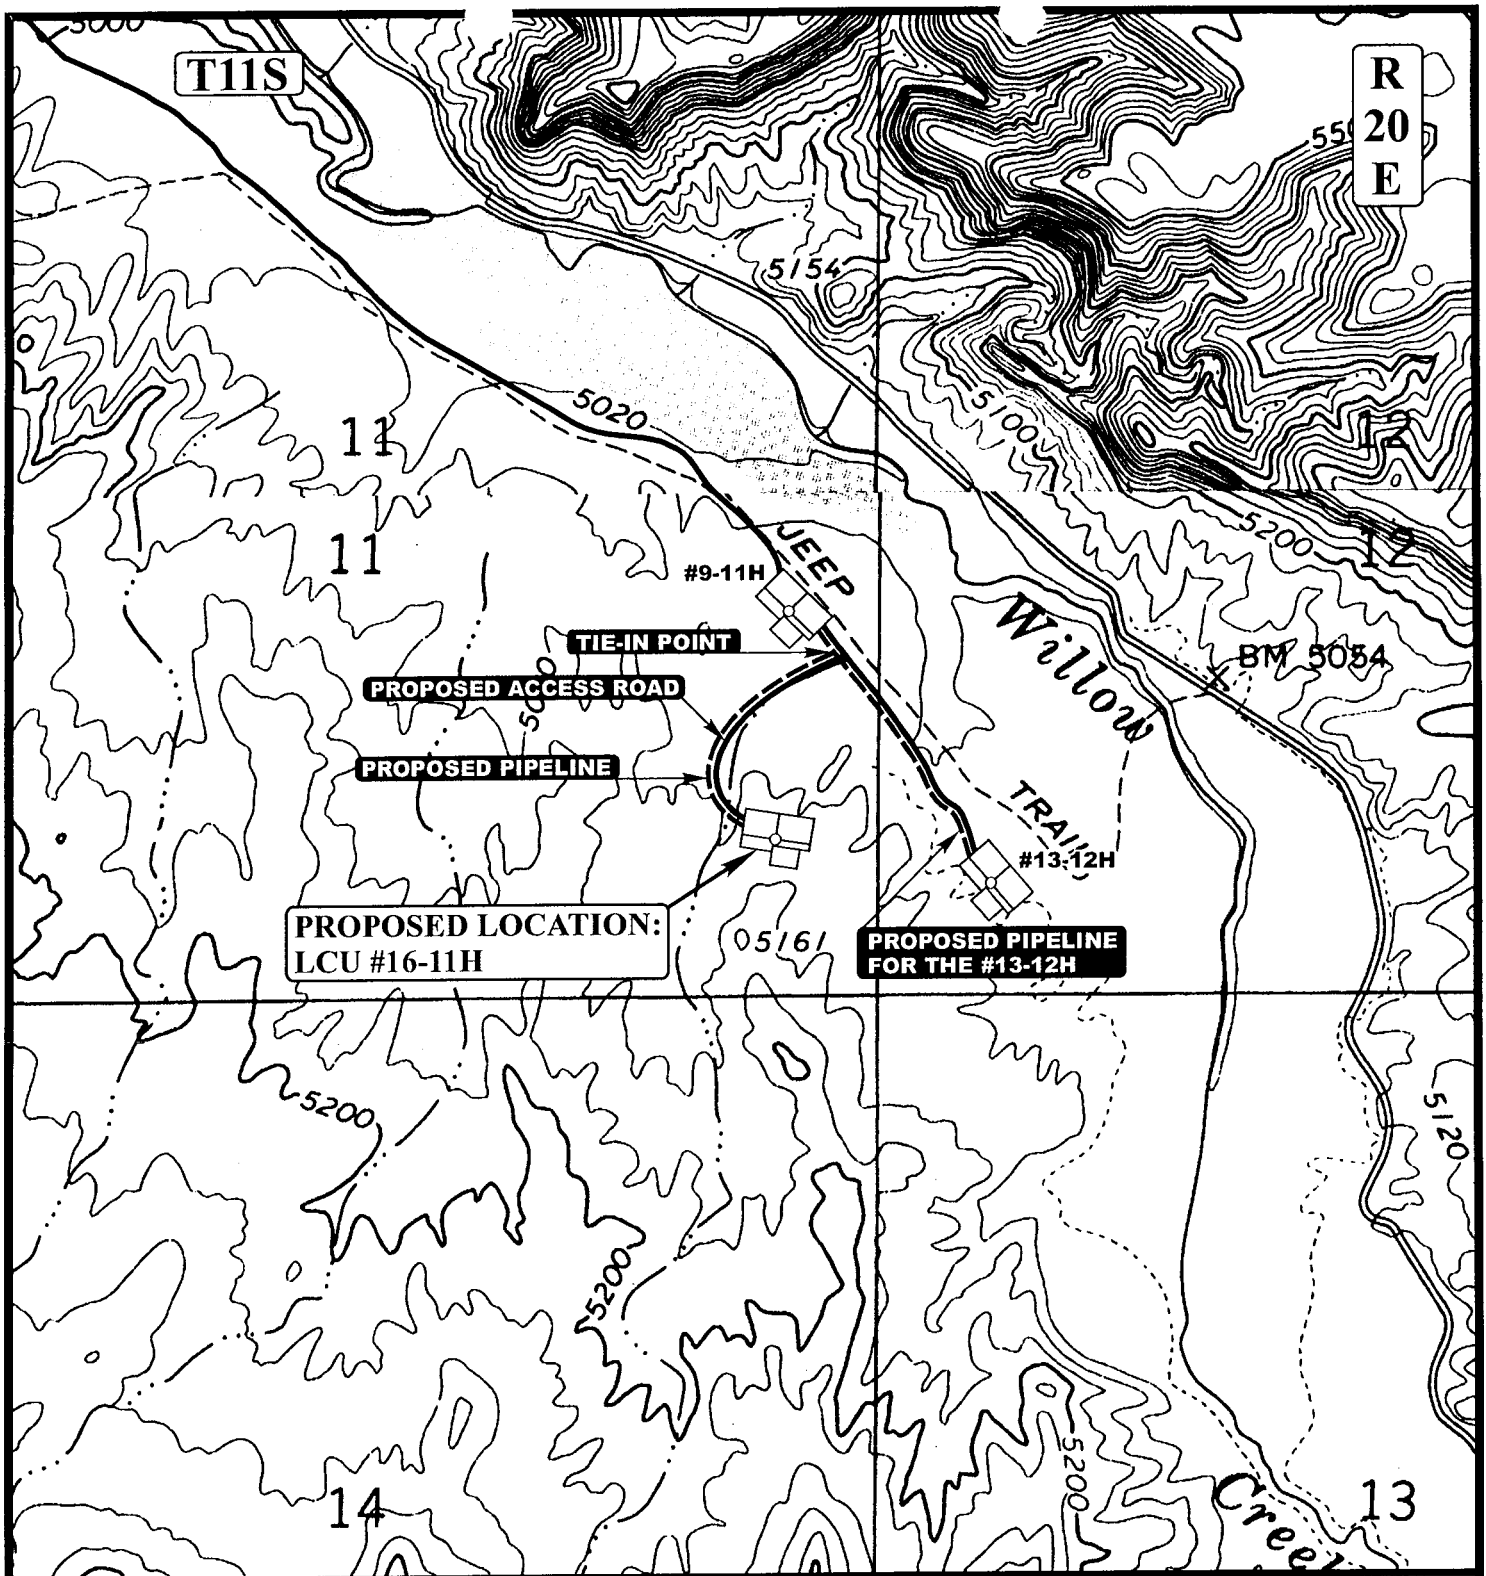 5000
T11S
R
20
E
5154
5020
5100
11
12
5200
11
12
JEEP
#9-11H
Willow
TIE-IN POINT
BM 5054
PROPOSED ACCESS ROAD
PROPOSED PIPELINE
TRAIL
#13-12H
PROPOSED LOCATION:
LCU #16-11H
5161
PROPOSED PIPELINE
FOR THE #13-12H
5200
5120
5200
5200
14
13
Creek